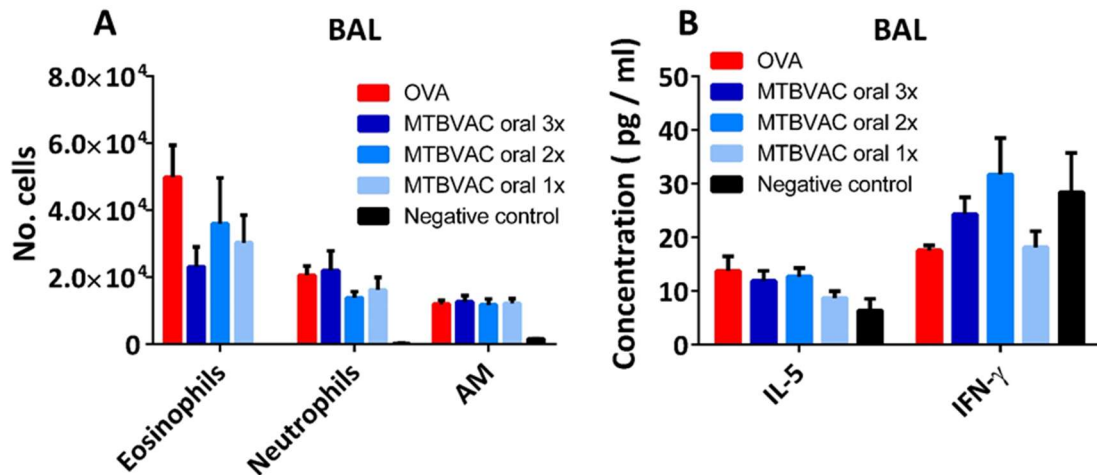 A
BAL
No. cells
8.0×10⁴
6.0×10⁴
4.0×10⁴
2.0×10⁴
0
OVA
MTBVAC oral 3x
MTBVAC oral 2x
MTBVAC oral 1x
Negative control
Eosinophils
Neutrophils
AM
B
BAL
Concentration ( pg / ml)
50
40
30
20
10
0
OVA
MTBVAC oral 3x
MTBVAC oral 2x
MTBVAC oral 1x
Negative control
IL-5
IFN-γ